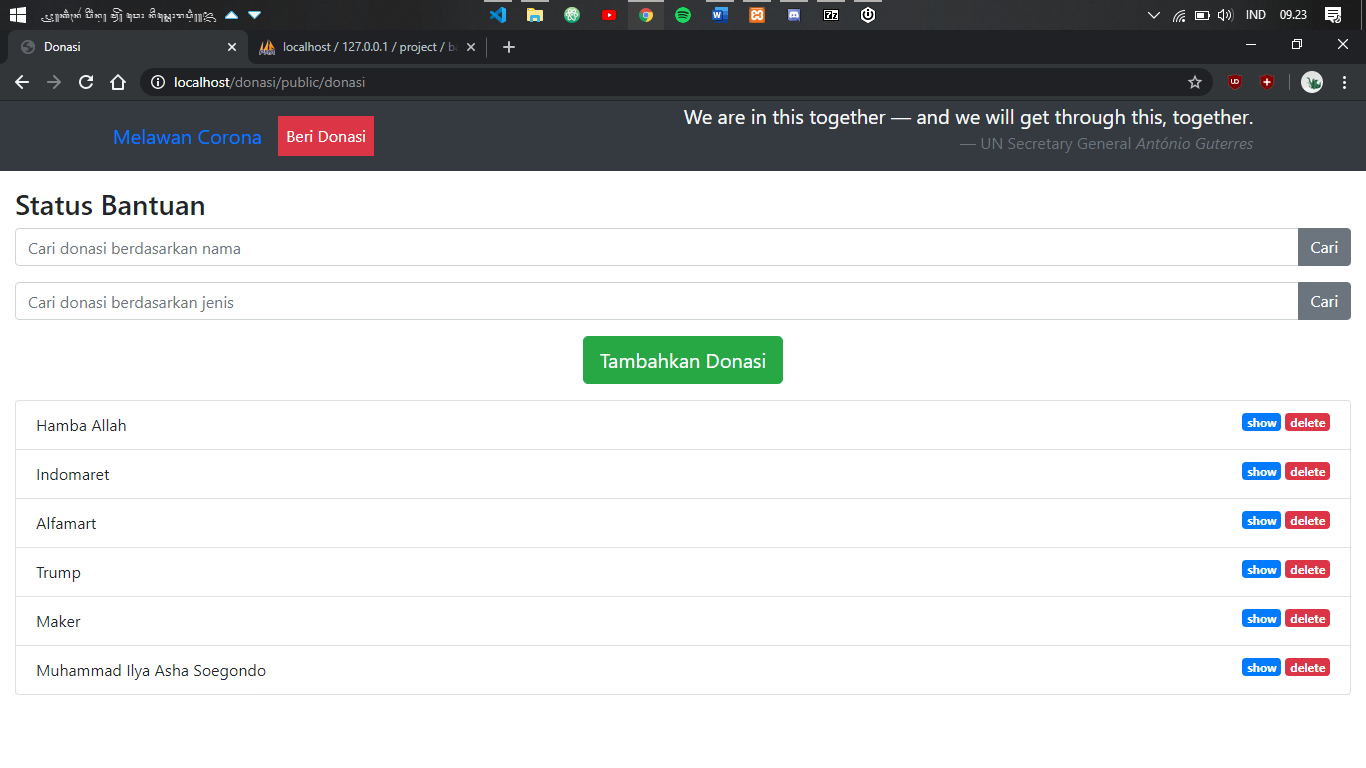 IND
09.23
Donasi
localhost / 127.0.0.1 / project / b
localhost/donasi/public/donasi
Melawan Corona
Beri Donasi
We are in this together — and we will get through this, together.
— UN Secretary General António Guterres
Status Bantuan
Cari donasi berdasarkan nama
Cari
Cari donasi berdasarkan jenis
Cari
Tambahkan Donasi
Hamba Allah
show
delete
Indomaret
show
delete
Alfamart
show
delete
Trump
show
delete
Maker
show
delete
Muhammad Ilya Asha Soegondo
show
delete